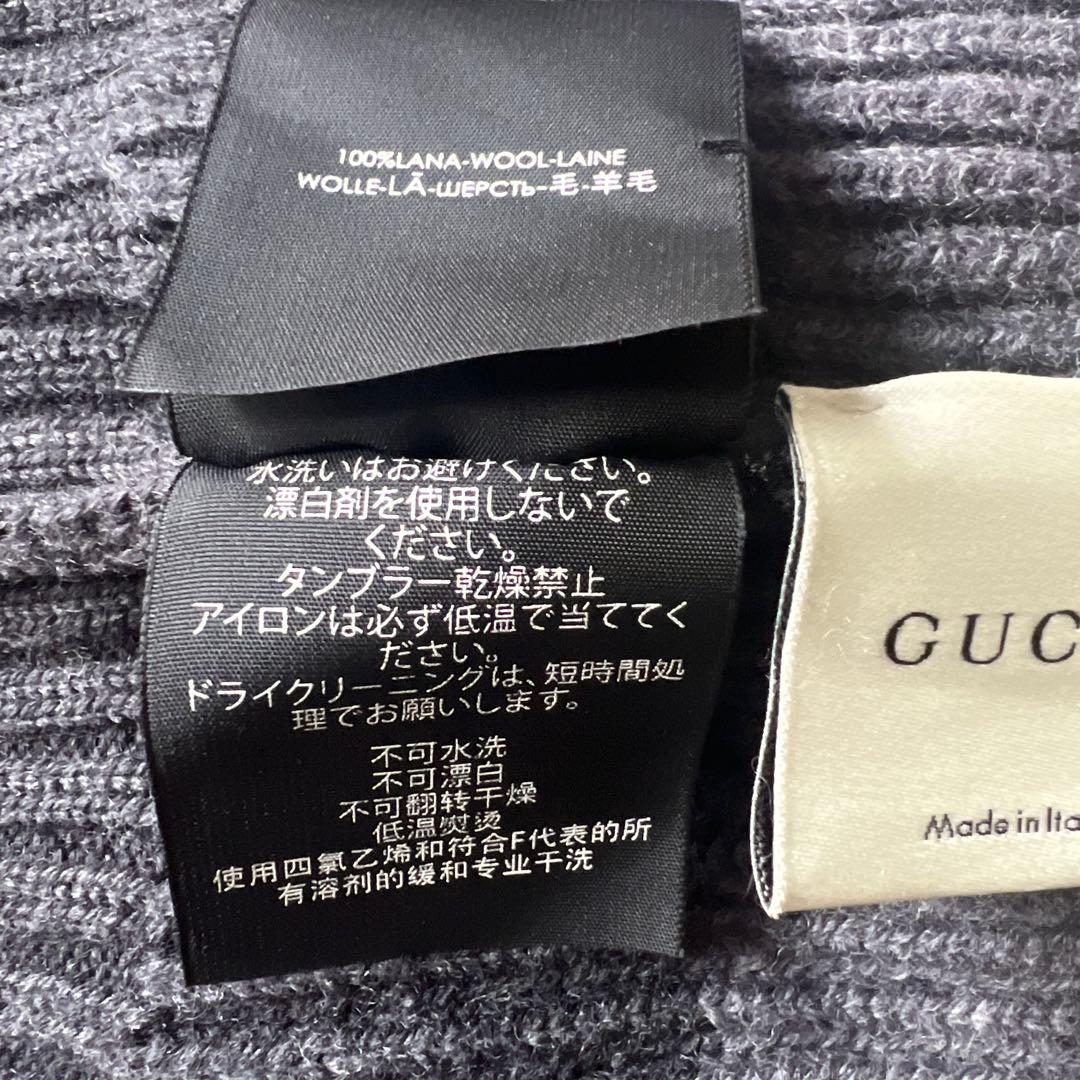 100%LANA-WOOL-LAINE
WOLLE-LÃ-ШЕРСТЬ-毛-羊毛
水洗いはお避けください。
漂白剤を使用しないで
ください。
タンブラー乾燥禁止
アイロンは必ず低温で当ててく
ださい。
ドライクリーニングは、短時間処
理でお願いします。
不可水洗
不可漂白
不可翻转干燥
低温熨烫
使用四氯乙烯和符合F代表的所
有溶剂的缓和专业干洗
GUC
Made in Ita